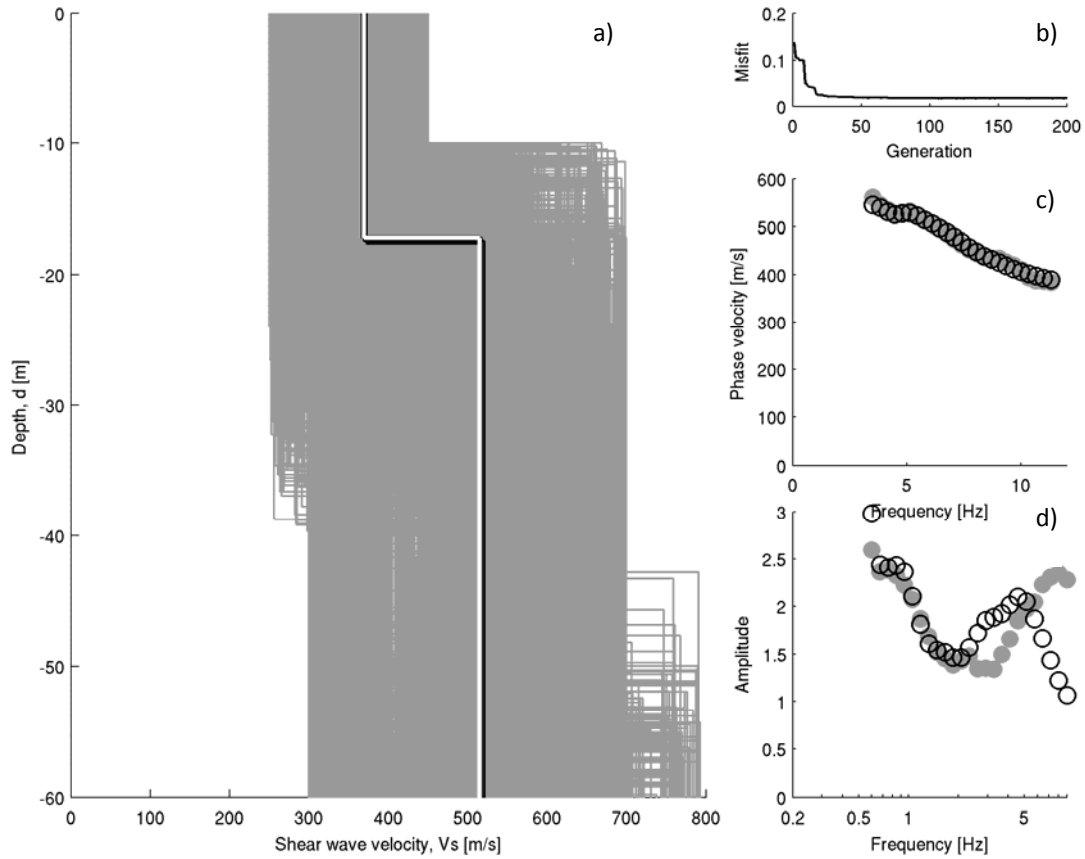 a)
0
-10
-20
-30
-40
-50
-60
Depth, d [m]
0 100 200 300 400 500 600 700 800
Shear wave velocity, Vs [m/s]
b)
0.2
0.1
0
Misfit
0 50 100 150 200
Generation
c)
600
500
400
300
200
100
0
Phase velocity [m/s]
0 5 10
Frequency [Hz]
d)
3
2.5
2
1.5
1
0.5
0
Amplitude
0.2 1 5
Frequency [Hz]